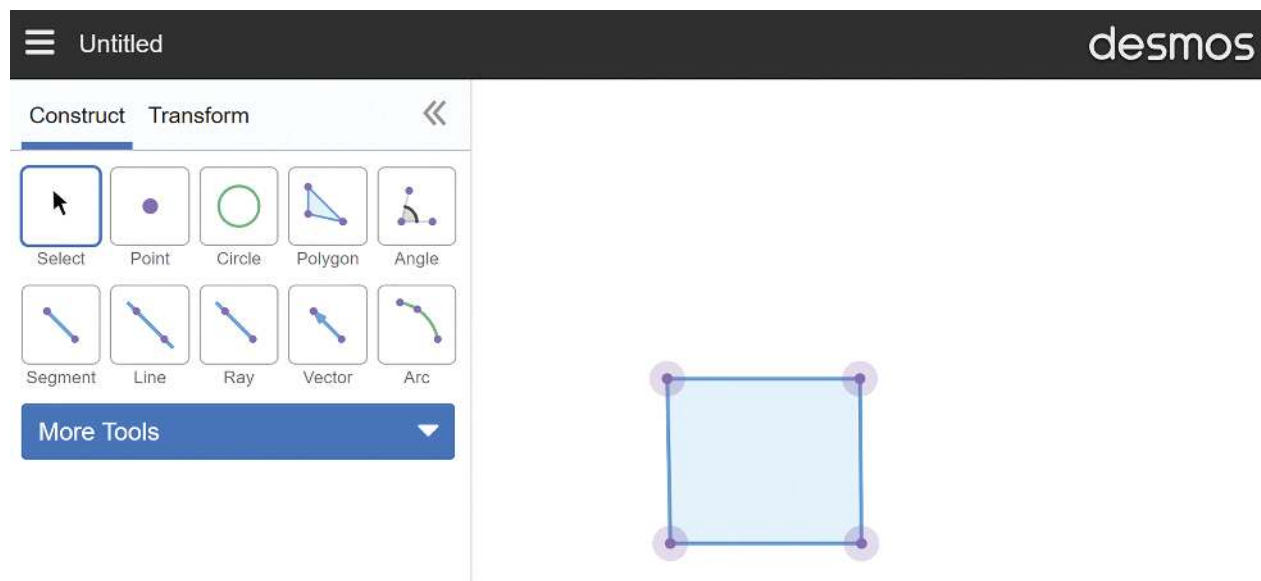 Untitled
desmos
Construct Transform
Select Point Circle Polygon Angle
Segment Line Ray Vector Arc
More Tools